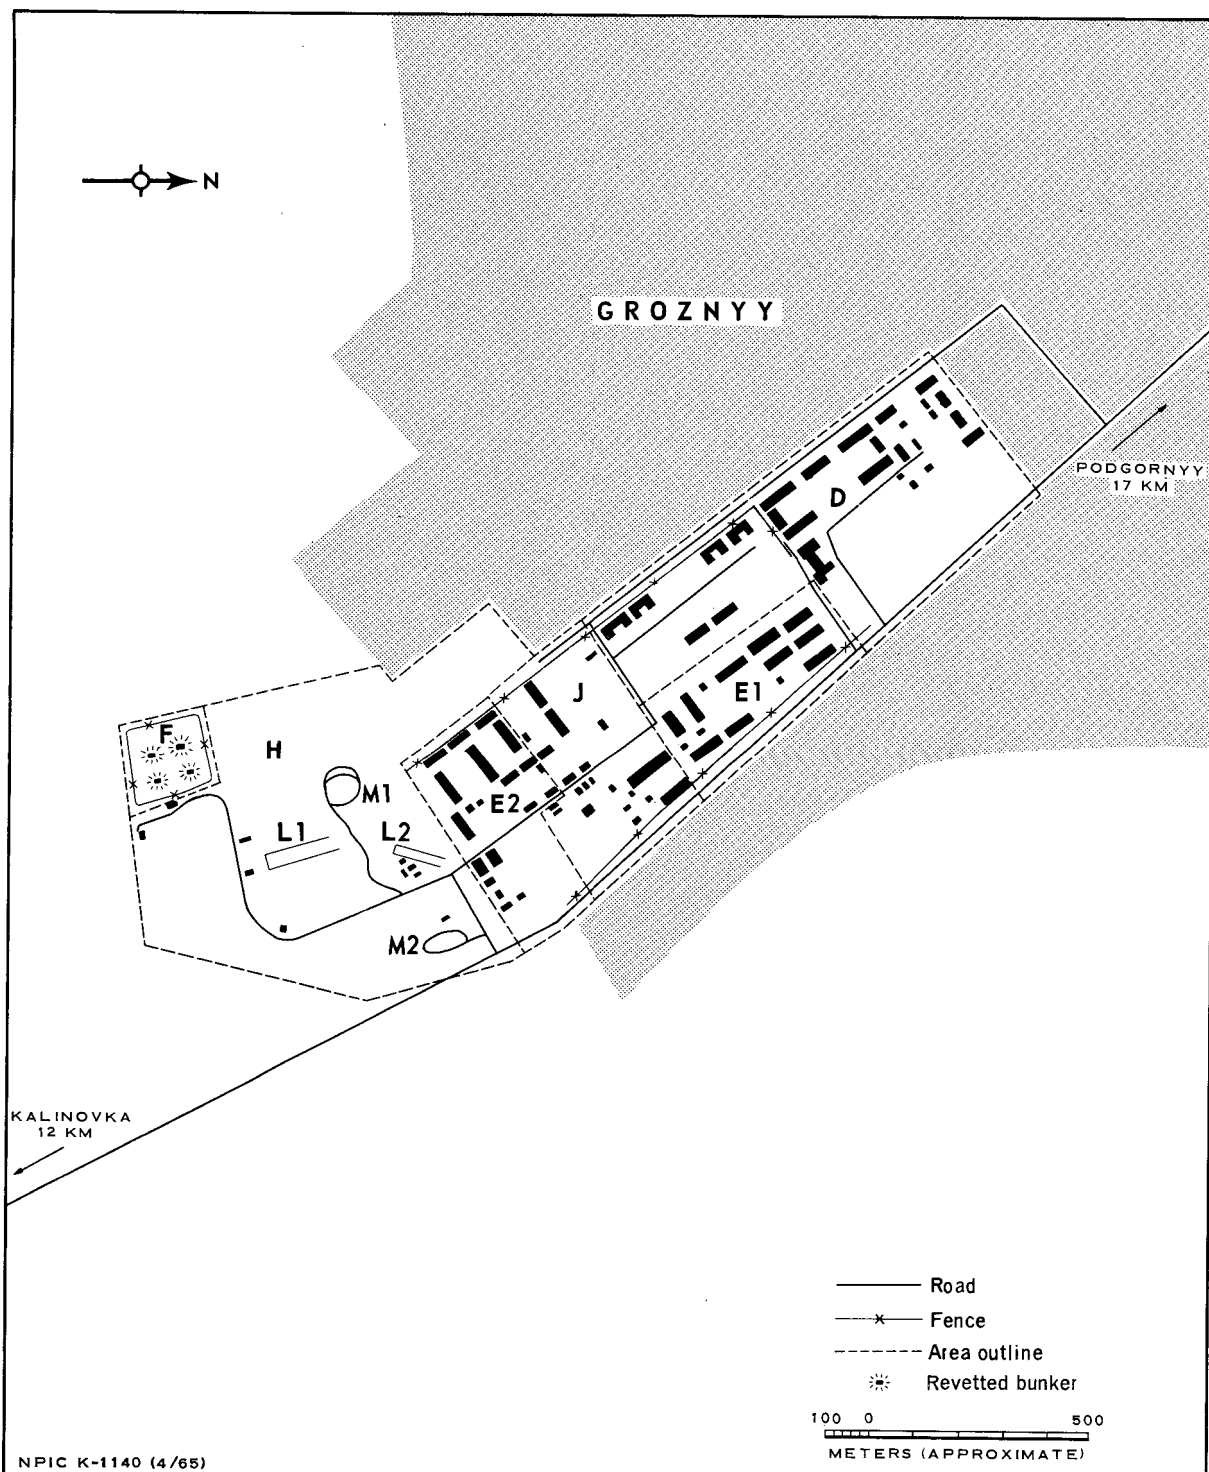 N
GROZNYY
PODGORNYY
17 KM
D
E1
J
F
H
M1
E2
L1
L2
M2
KALINOVKA
12 KM
Road
Fence
Area outline
Revetted bunker
100 0 500
METERS (APPROXIMATE)
NPIC K-1140 (4/65)